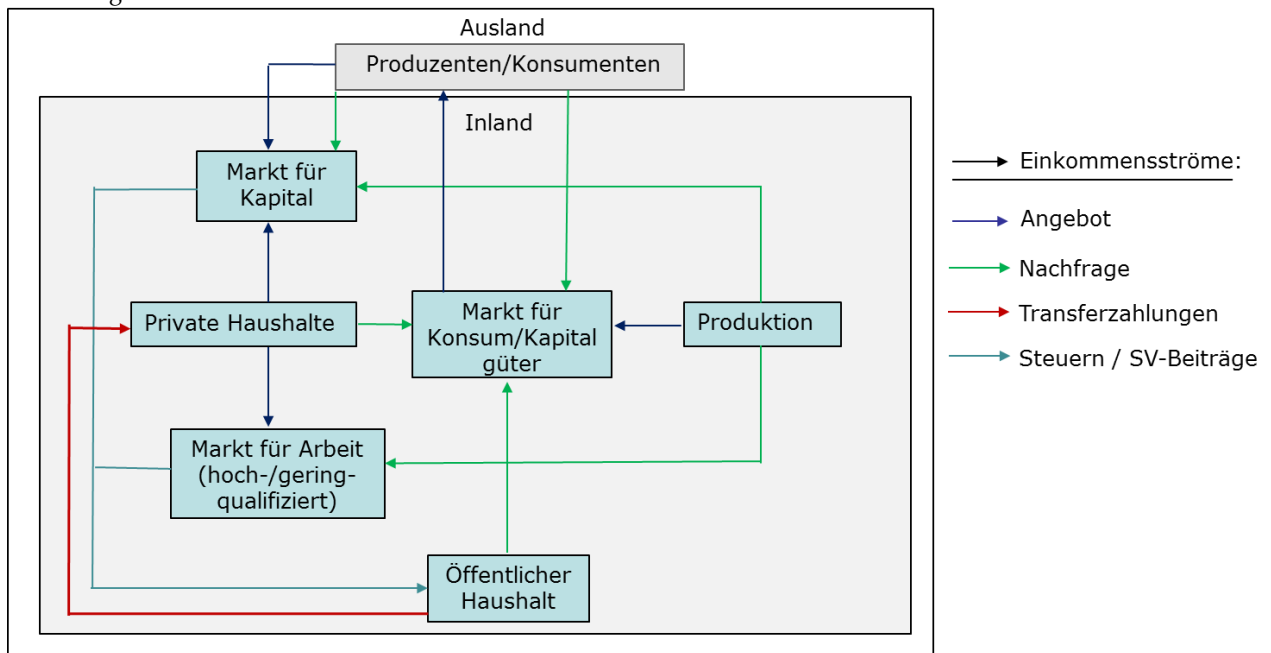 Ausland
Produzenten/Konsumenten
Inland
Markt für
Kapital
Private Haushalte
Markt für
Konsum/Kapital
güter
Produktion
Markt für Arbeit
(hoch-/gering-
qualifiziert)
Öffentlicher
Haushalt
Einkommensströme:
Angebot
Nachfrage
Transferzahlungen
Steuern / SV-Beiträge